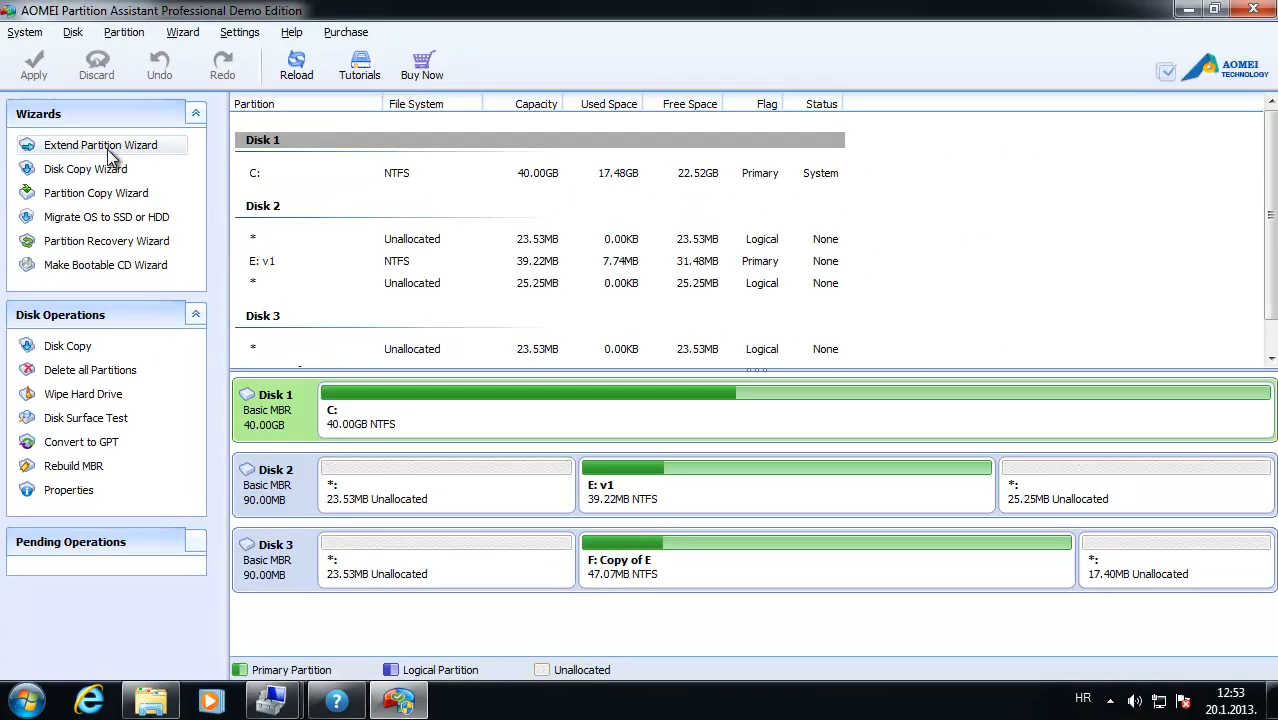 AOMEI Partition Assistant Professional Demo Edition
System Disk Partition Wizard Settings Help Purchase
Apply Discard Undo Redo Reload Tutorials Buy Now
AOMEI
TECHNOLOGY
Wizards
Extend Partition Wizard
Disk Copy Wizard
Partition Copy Wizard
Migrate OS to SSD or HDD
Partition Recovery Wizard
Make Bootable CD Wizard
Disk Operations
Disk Copy
Delete all Partitions
Wipe Hard Drive
Disk Surface Test
Convert to GPT
Rebuild MBR
Properties
Pending Operations
Partition File System Capacity Used Space Free Space Flag Status
Disk 1
C: NTFS 40.00GB 17.48GB 22.52GB Primary System
Disk 2
* Unallocated 23.53MB 0.00KB 23.53MB Logical None
E: v1 NTFS 39.22MB 7.74MB 31.48MB Primary None
* Unallocated 25.25MB 0.00KB 25.25MB Logical None
Disk 3
* Unallocated 23.53MB 0.00KB 23.53MB Logical None
Disk 1
Basic MBR
40.00GB
C:
40.00GB NTFS
Disk 2
Basic MBR
90.00MB
*:
23.53MB Unallocated
E: v1
39.22MB NTFS
*:
25.25MB Unallocated
Disk 3
Basic MBR
90.00MB
*:
23.53MB Unallocated
F: Copy of E
47.07MB NTFS
*:
17.40MB Unallocated
Primary Partition Logical Partition Unallocated
HR
12:53
20.1.2013.